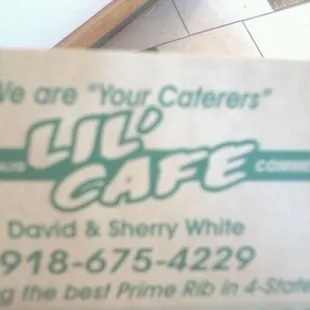 We are "Your Caterers"
LIL'
CAFE
David & Sherry White
918-675-4229
the best Prime Rib in 4-State